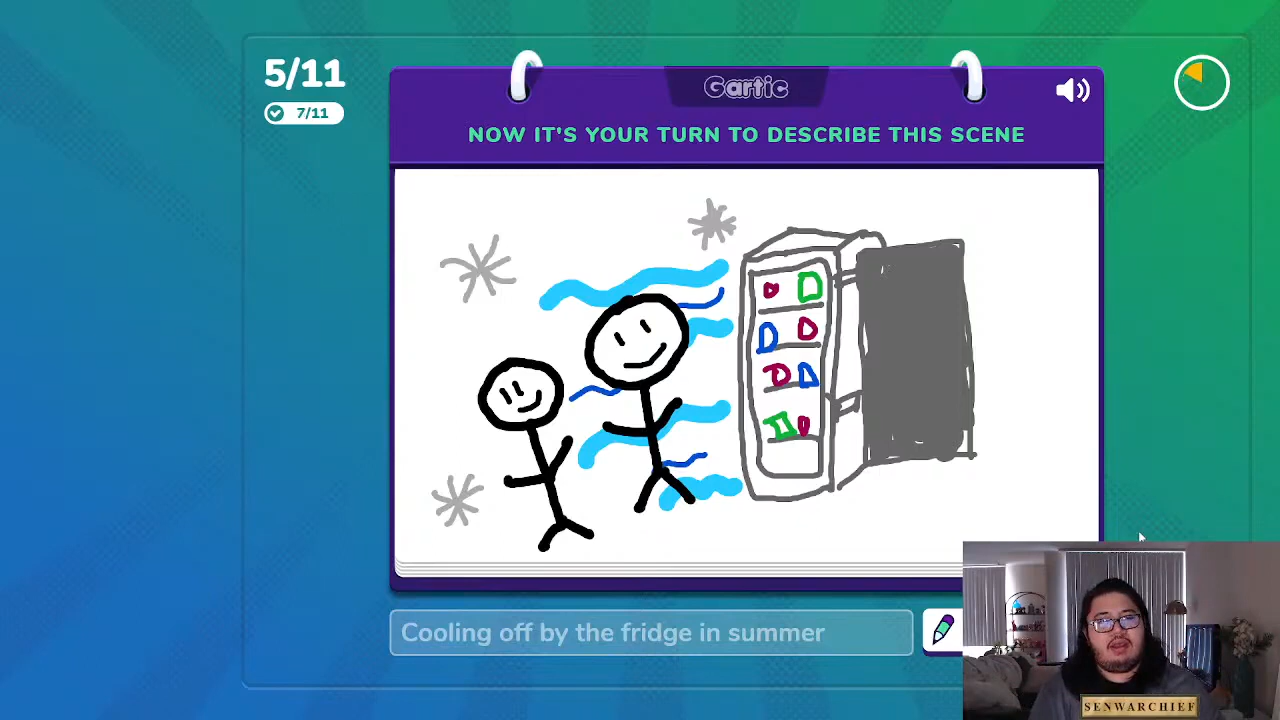 5/11
7/11
Gartic
NOW IT'S YOUR TURN TO DESCRIBE THIS SCENE
Cooling off by the fridge in summer
SENWARCHIEF